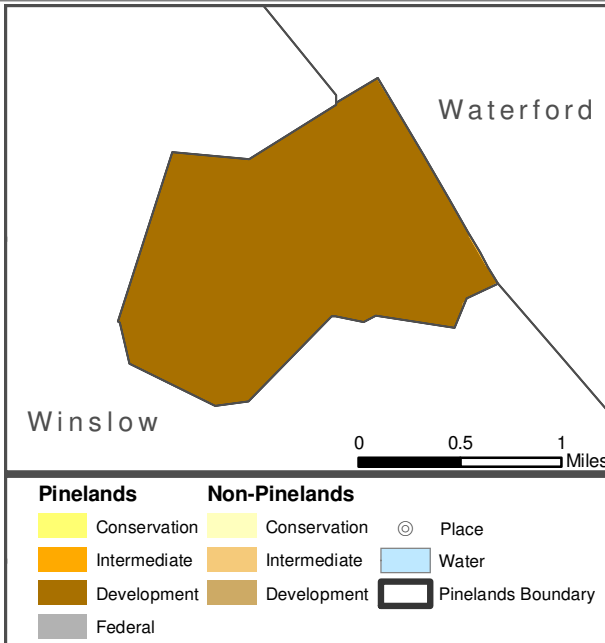 Waterford
Winslow
0 0.5 1
Miles
Pinelands Non-Pinelands
Conservation Conservation Place
Intermediate Intermediate Water
Development Development Pinelands Boundary
Federal